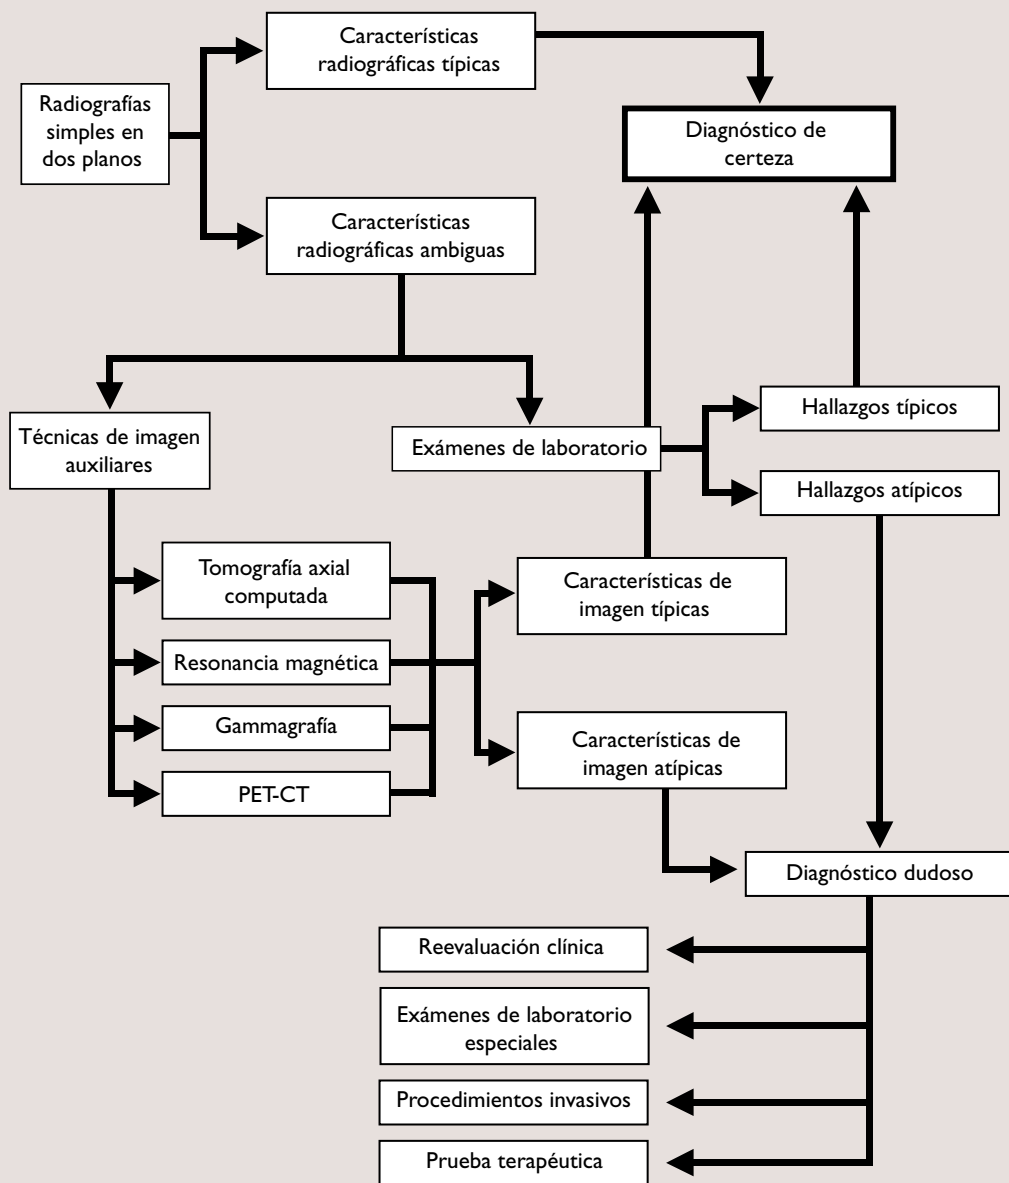 Características
radiográficas típicas
Radiografías
simples en
dos planos
Diagnóstico de
certeza
Características
radiográficas ambiguas
Técnicas de imagen
auxiliares
Exámenes de laboratorio
Hallazgos típicos
Hallazgos atípicos
Tomografía axial
computada
Resonancia magnética
Gammagrafía
PET-CT
Características de
imagen típicas
Características de
imagen atípicas
Diagnóstico dudoso
Reevaluación clínica
Exámenes de laboratorio
especiales
Procedimientos invasivos
Prueba terapéutica